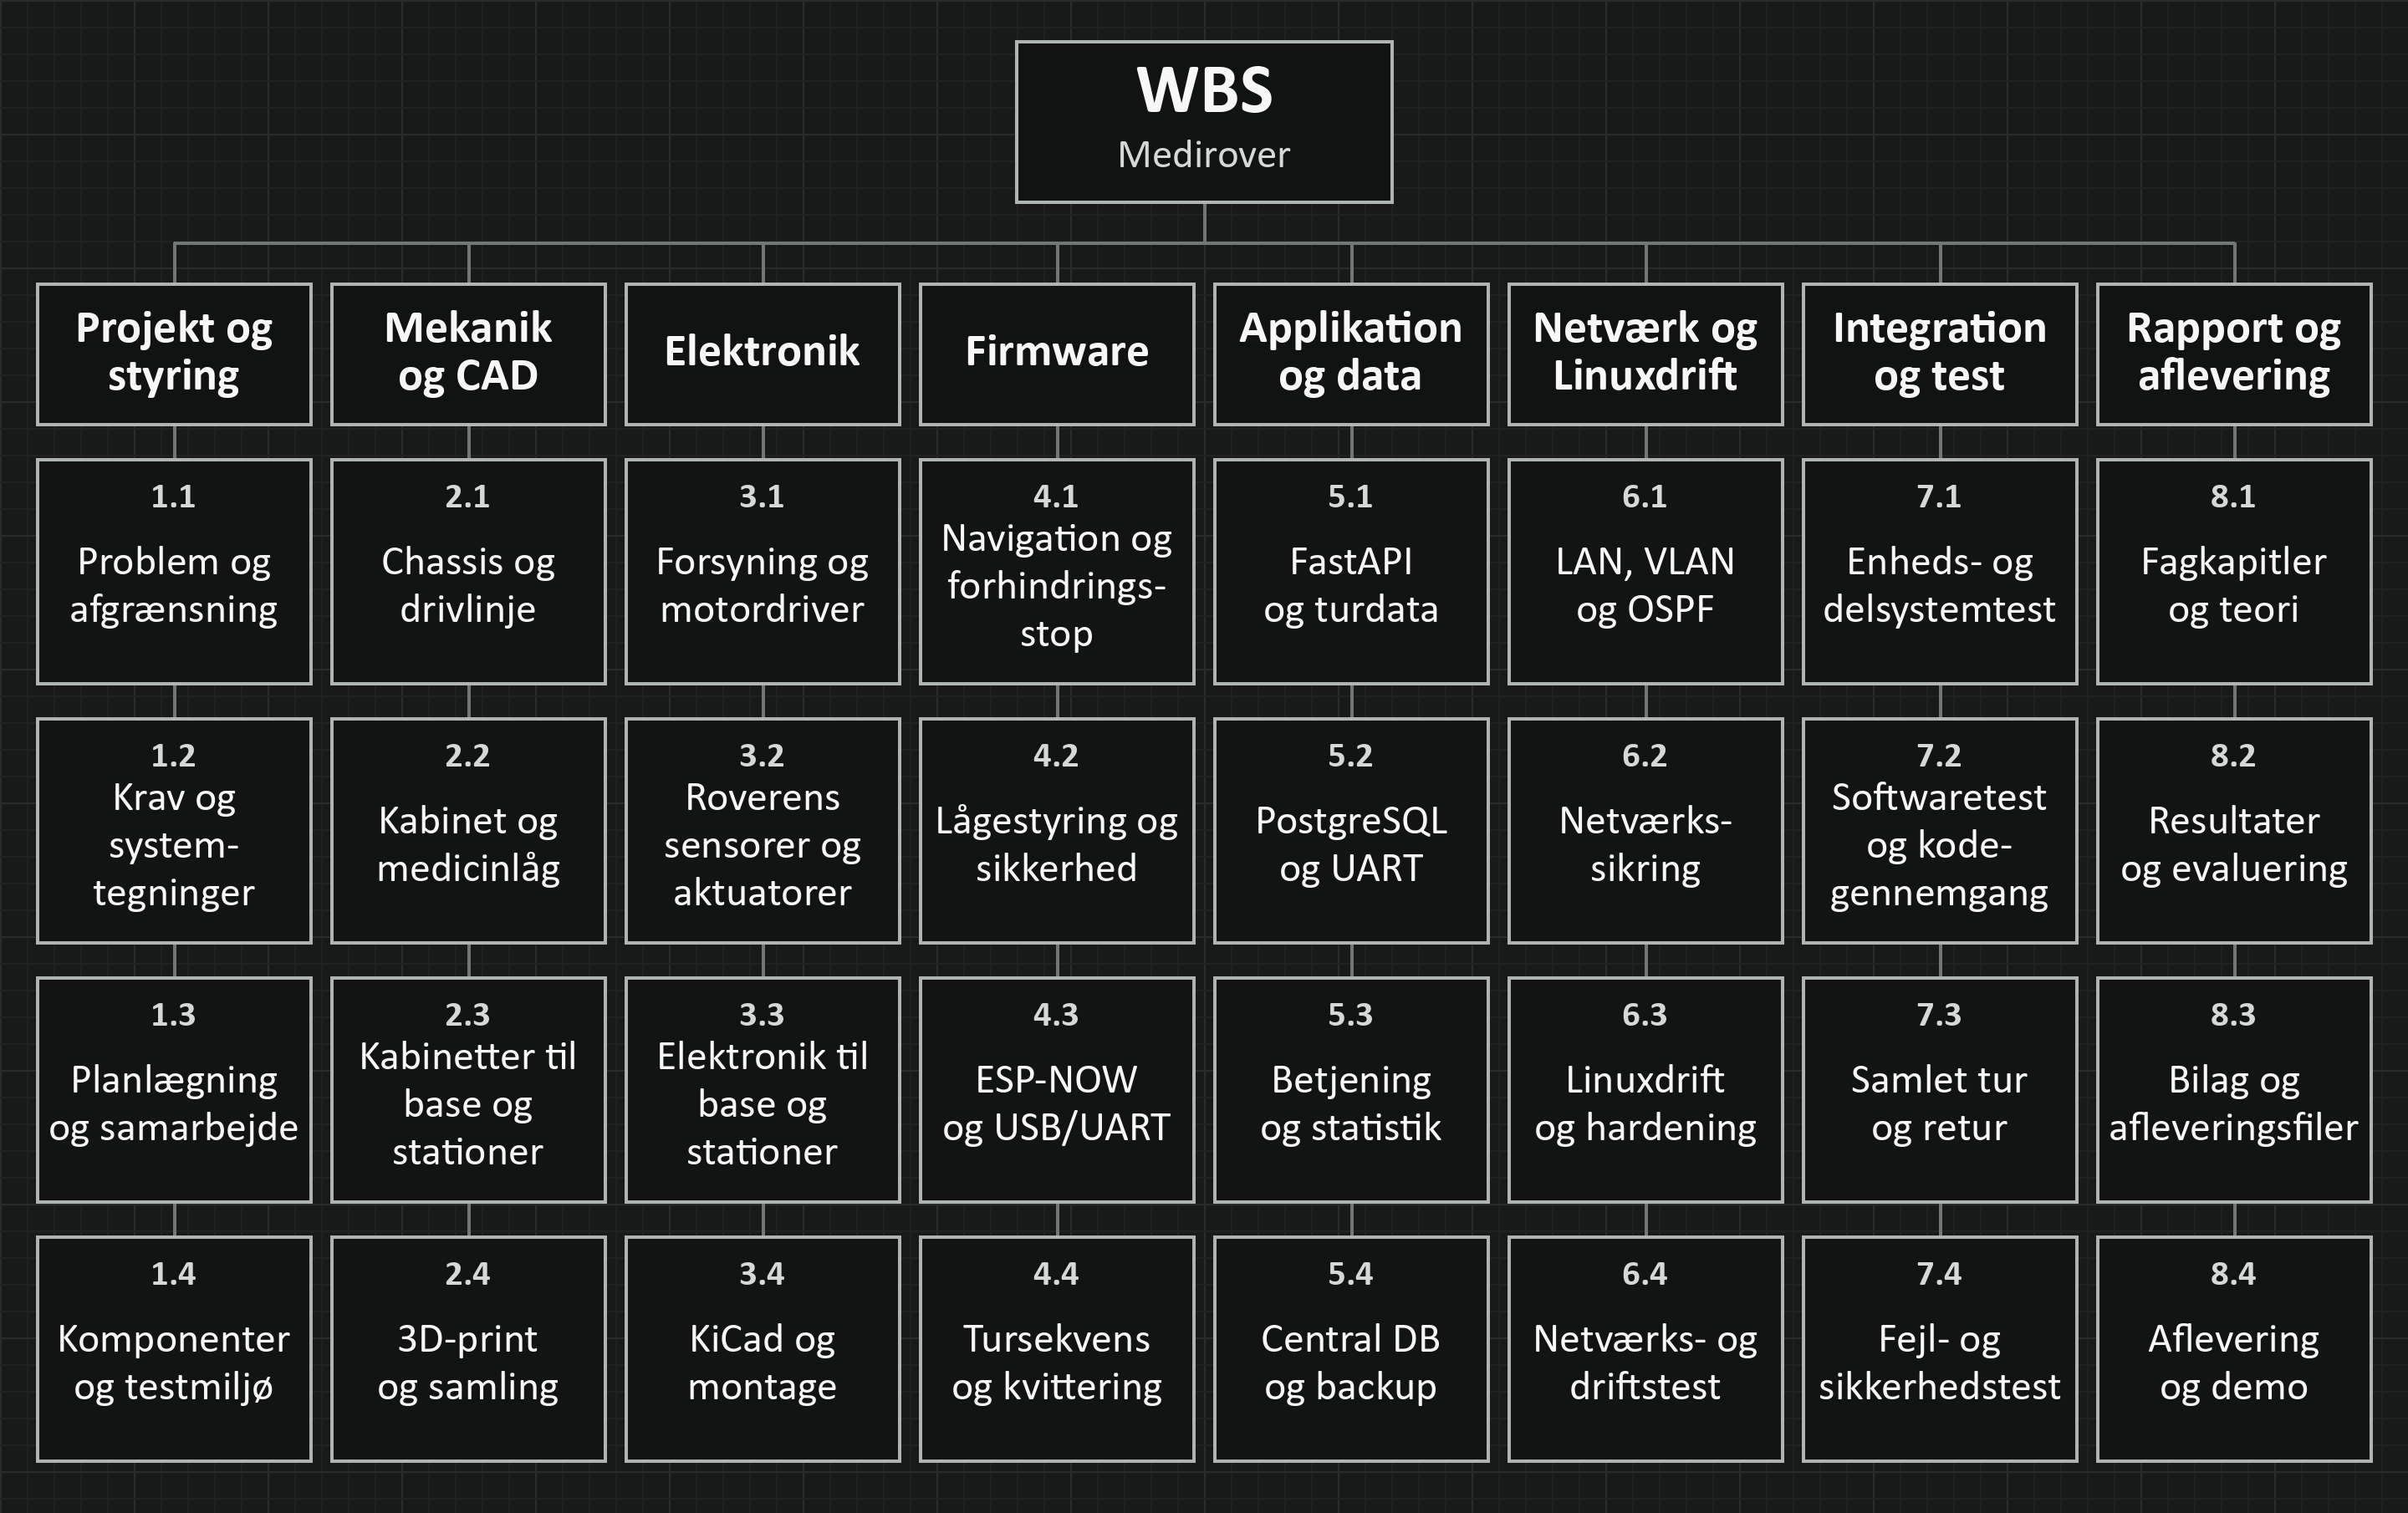 WBS
Medirover
Projekt og
styring
Mekanik
og CAD
Elektronik
Firmware
Applikation
og data
Netværk og
Linuxdrift
Integration
og test
Rapport og
aflevering
1.1
Problem og
afgrænsning
2.1
Chassis og
drivlinje
3.1
Forsyning og
motordriver
4.1
Navigation og
forhindrings-
stop
5.1
FastAPI
og turdata
6.1
LAN, VLAN
og OSPF
7.1
Enheds- og
delsystemtest
8.1
Fagkapitler
og teori
1.2
Krav og
system-
tegninger
2.2
Kabinet og
medicinlåg
3.2
Roverens
sensorer og
aktuatorer
4.2
Lågestyring og
sikkerhed
5.2
PostgreSQL
og UART
6.2
Netværks-
sikring
7.2
Softwaretest
og kode-
gennemgang
8.2
Resultater
og evaluering
1.3
Planlægning
og samarbejde
2.3
Kabinetter til
base og
stationer
3.3
Elektronik til
base og
stationer
4.3
ESP-NOW
og USB/UART
5.3
Betjening
og statistik
6.3
Linuxdrift
og hardening
7.3
Samlet tur
og retur
8.3
Bilag og
afleveringsfiler
1.4
Komponenter
og testmiljø
2.4
3D-print
og samling
3.4
KiCad og
montage
4.4
Tursekvens
og kvittering
5.4
Central DB
og backup
6.4
Netværks- og
driftstest
7.4
Fejl- og
sikkerhedstest
8.4
Aflevering
og demo